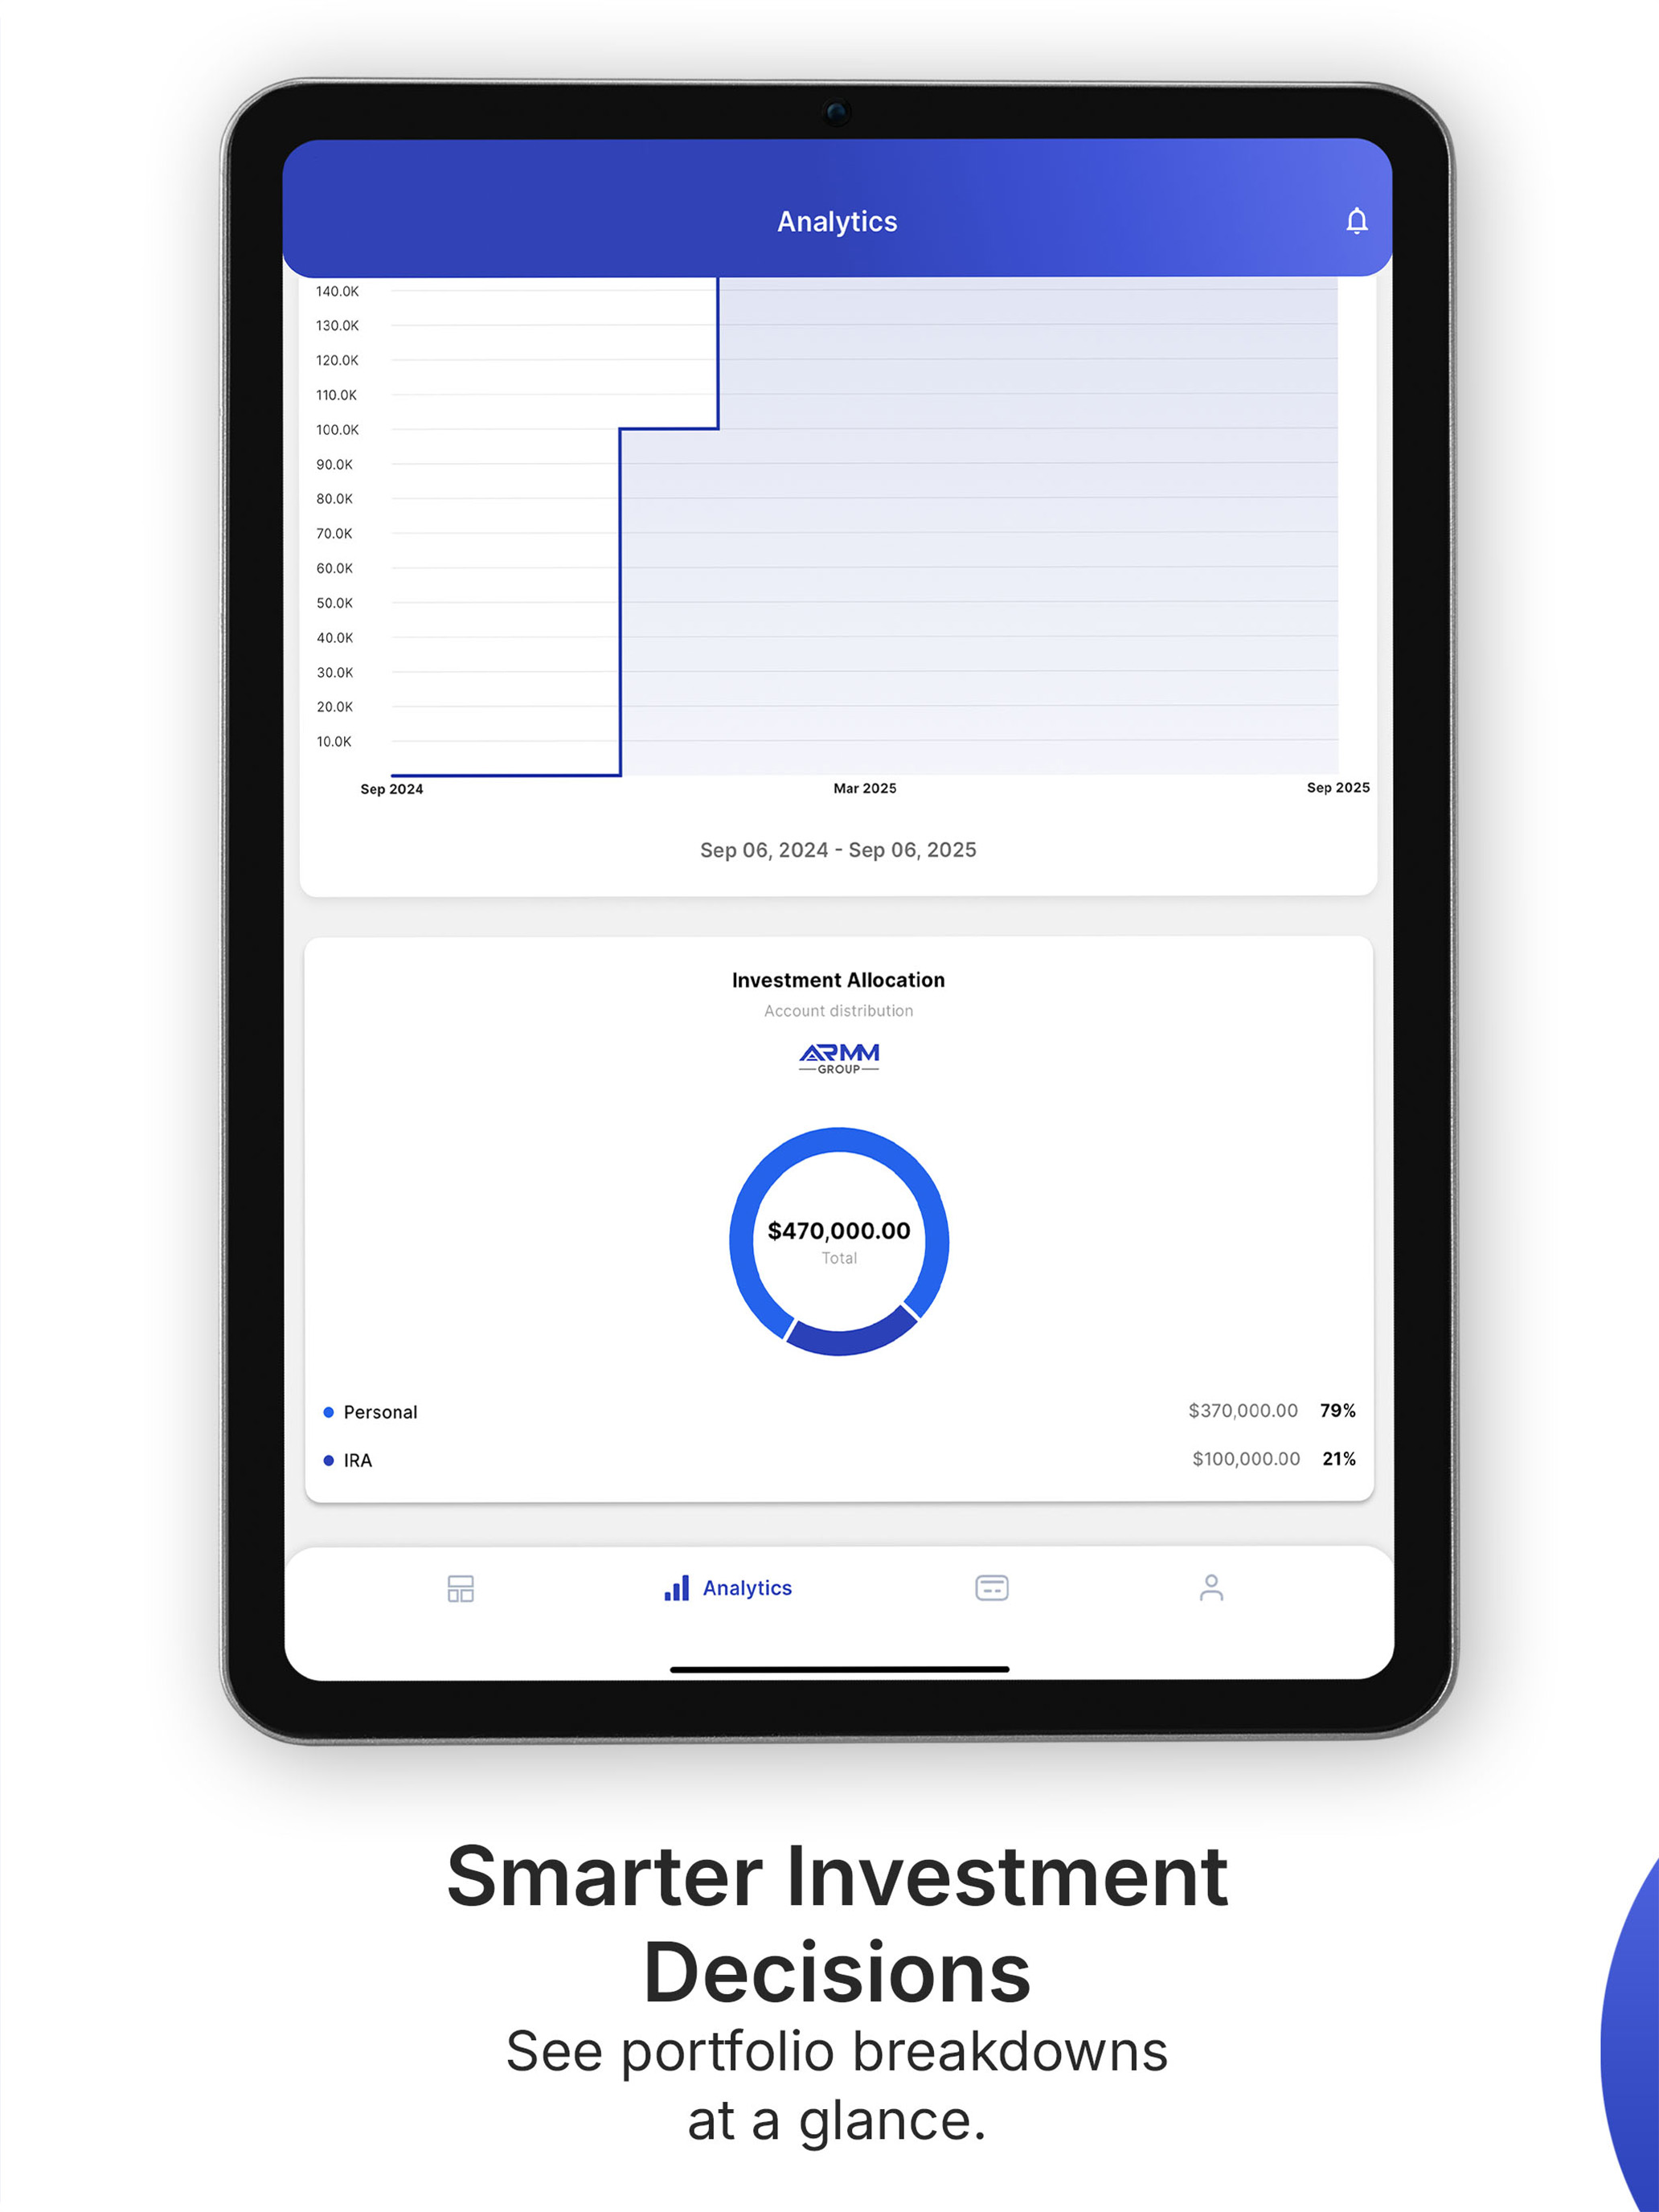 Analytics
140.0K
130.0K
120.0K
110.0K
100.0K
90.0K
80.0K
70.0K
60.0K
50.0K
40.0K
30.0K
20.0K
10.0K
Sep 2024 Mar 2025 Sep 2025
Sep 06, 2024 - Sep 06, 2025
Investment Allocation
Account distribution
ARMM
GROUP
$470,000.00
Total
Personal $370,000.00 79%
IRA $100,000.00 21%
Analytics
Smarter Investment
Decisions
See portfolio breakdowns
at a glance.